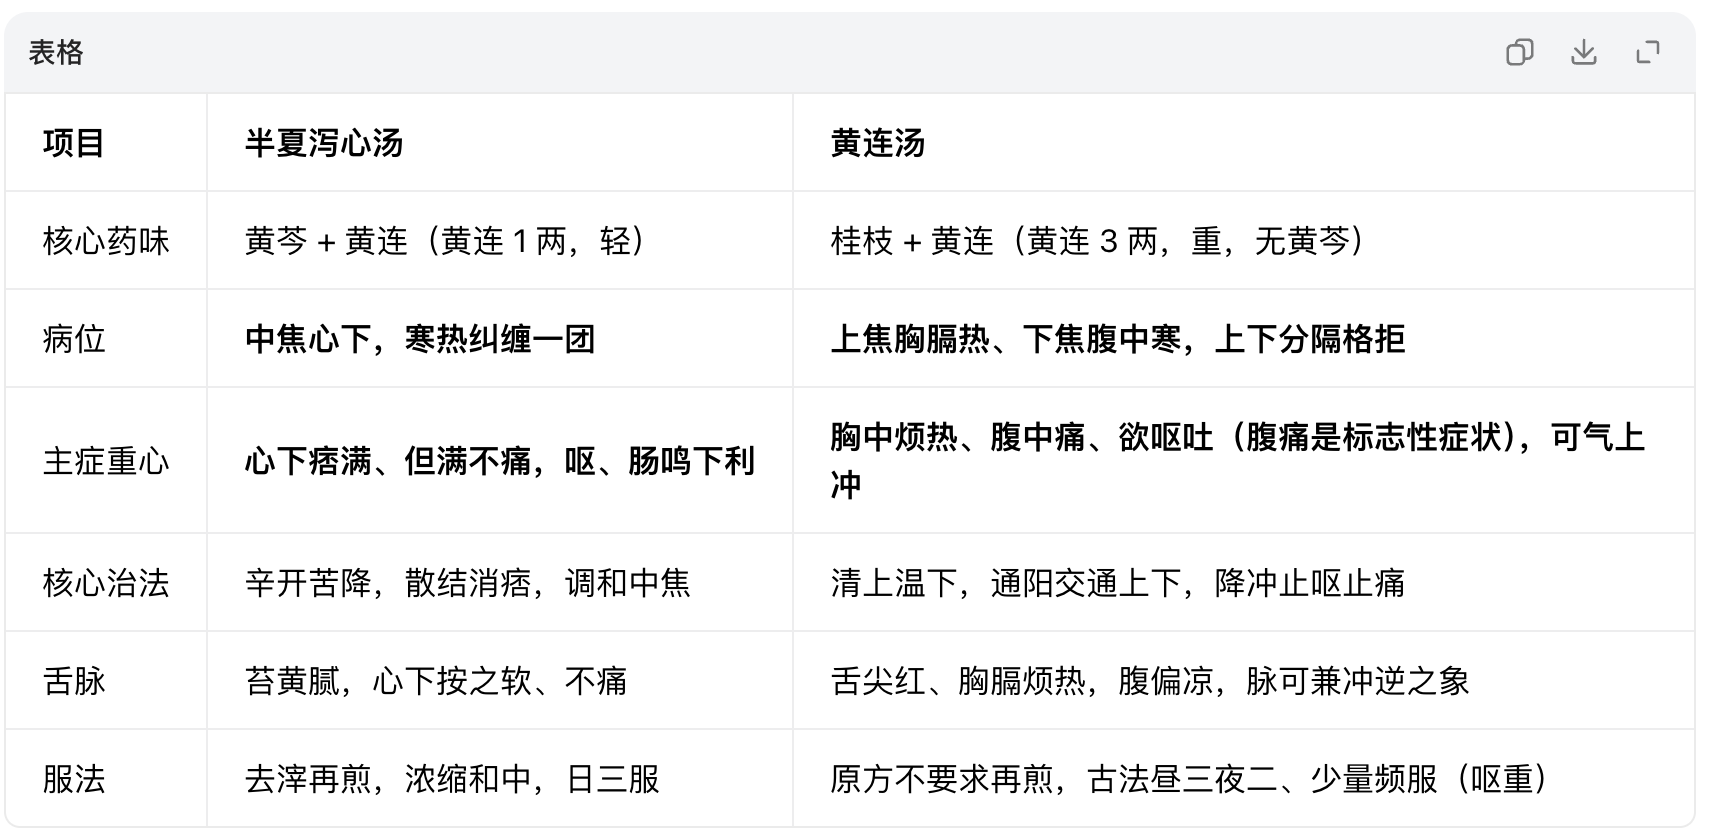 表格
项目 半夏泻心汤 黄连汤
核心药味 黄芩 + 黄连（黄连 1 两，轻） 桂枝 + 黄连（黄连 3 两，重，无黄芩）
病位 中焦心下，寒热纠缠一团 上焦胸膈热、下焦腹中寒，上下分隔格拒
主症重心 心下痞满、但满不痛，呕、肠鸣下利 胸中烦热、腹中痛、欲呕吐（腹痛是标志性症状），可气上
冲
核心治法 辛开苦降，散结消痞，调和中焦 清上温下，通阳交通上下，降冲止呕止痛
舌脉 苔黄腻，心下按之软、不痛 舌尖红、胸膈烦热，腹偏凉，脉可兼冲逆之象
服法 去滓再煎，浓缩和中，日三服 原方不要求再煎，古法昼三夜二、少量频服（呕重）